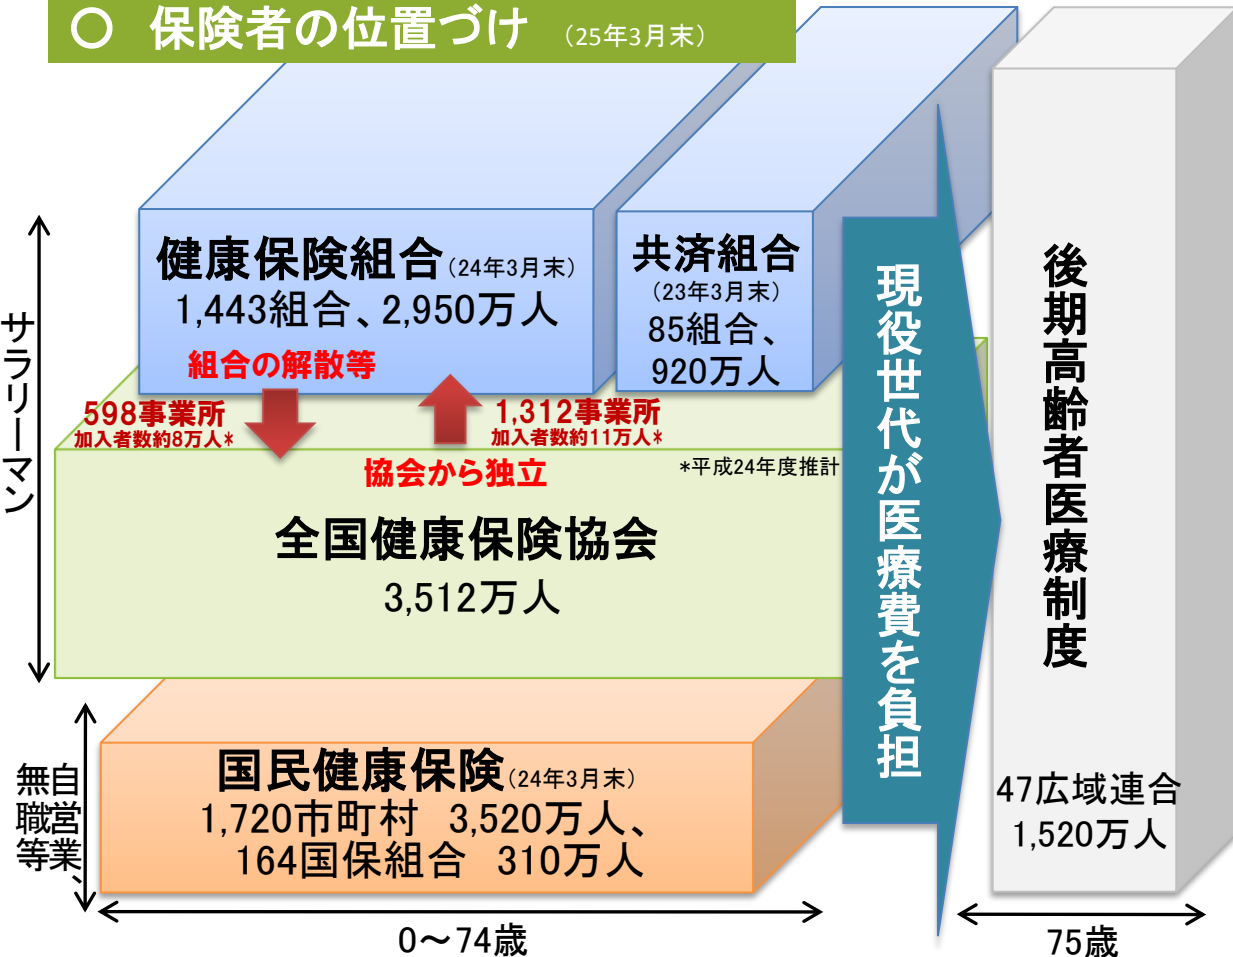 〇 保険者の位置づけ （25年3月末）
健康保険組合（24年3月末）
1,443組合、2,950万人
組合の解散等
共済組合
（23年3月末）
85組合、
920万人
598事業所
加入者数約8万人*
1,312事業所
加入者数約11万人*
協会から独立
*平成24年度推計
全国健康保険協会
3,512万人
サラリーマン
国民健康保険（24年3月末）
1,720市町村 3,520万人、
164国保組合 310万人
自営業、
無職等
0～74歳
現役世代が医療費を負担
後期高齢者医療制度
47広域連合
1,520万人
75歳